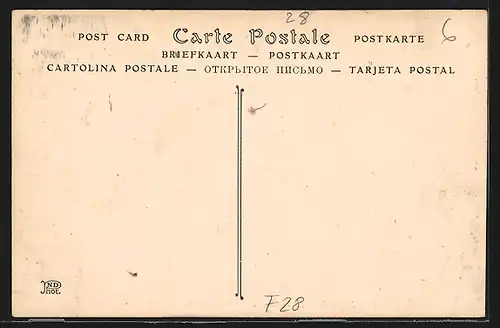 28
POST CARD Carte Postale POSTKARTE 6
BRIEFKAART — POSTKAART
CARTOLINA POSTALE — ОТКРЫТОЕ ПИСЬМО — TARJETA POSTAL
ND
Phot.
F28